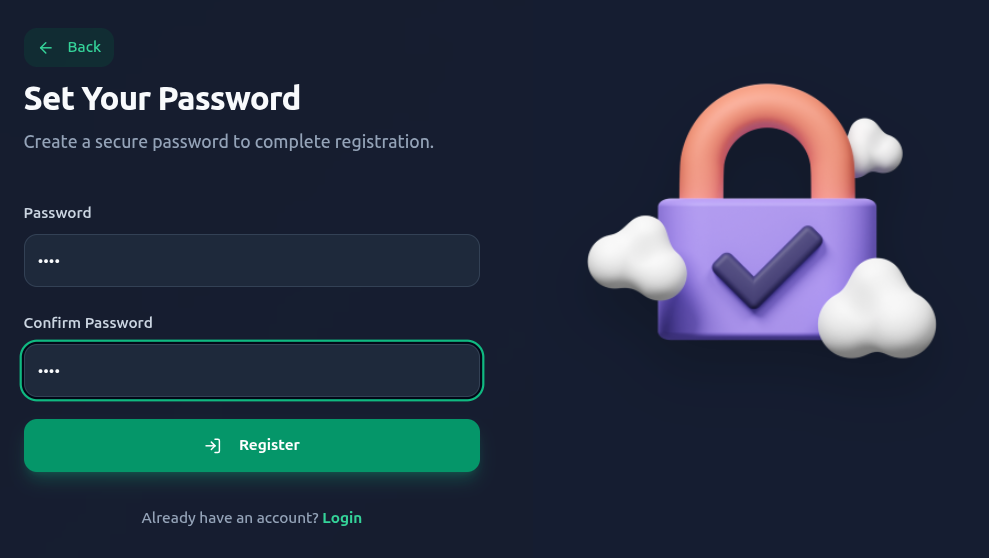 Back
Set Your Password
Create a secure password to complete registration.
Password
••••
Confirm Password
••••
Register
Already have an account? Login